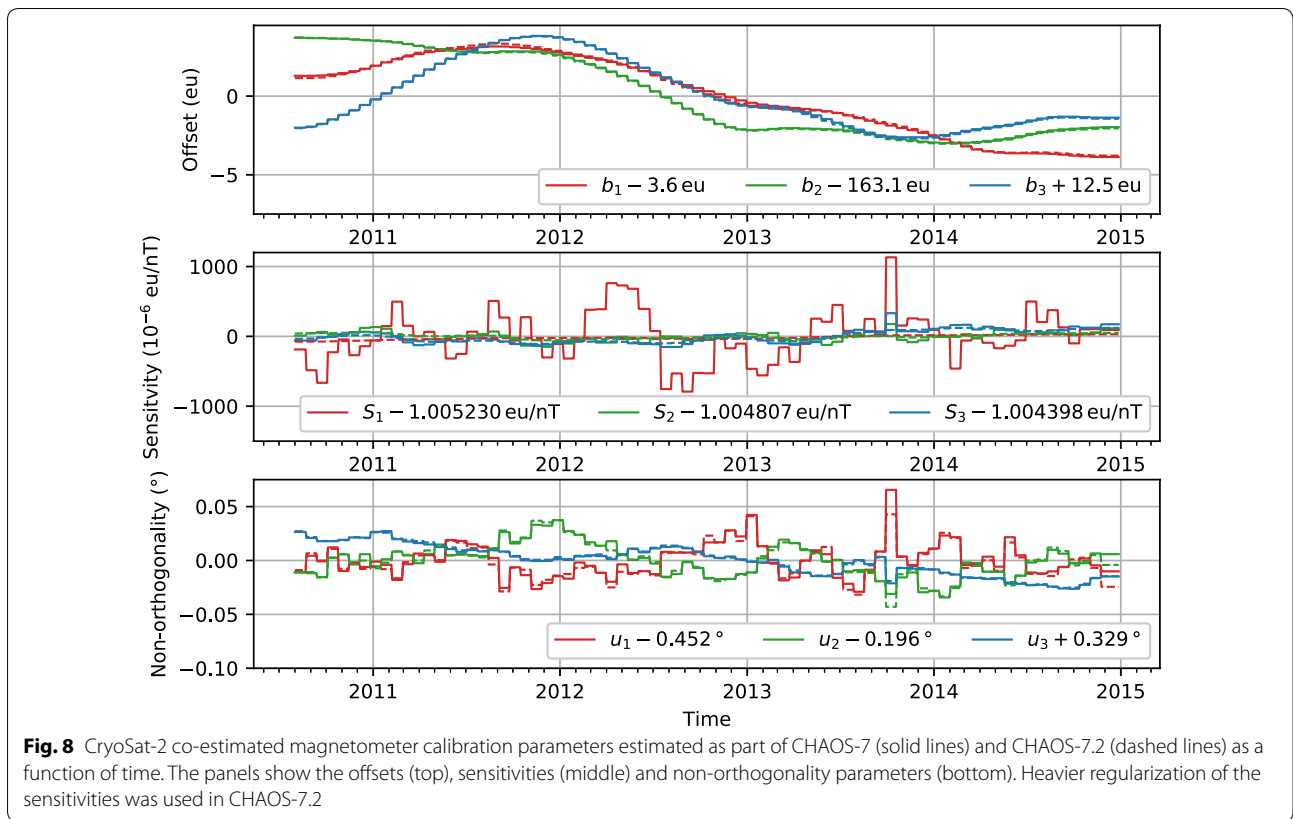 0
−5
Offset (eu)
b₁ − 3.6 eu b₂ − 163.1 eu b₃ + 12.5 eu
2011 2012 2013 2014 2015
1000
0
−1000
Sensitvity (10⁻⁶ eu/nT)
S₁ − 1.005230 eu/nT S₂ − 1.004807 eu/nT S₃ − 1.004398 eu/nT
2011 2012 2013 2014 2015
0.05
0.00
−0.05
−0.10
Non-orthogonality (°)
u₁ − 0.452 ° u₂ − 0.196 ° u₃ + 0.329 °
2011 2012 2013 2014 2015
Time
Fig. 8 CryoSat-2 co-estimated magnetometer calibration parameters estimated as part of CHAOS-7 (solid lines) and CHAOS-7.2 (dashed lines) as a
function of time. The panels show the offsets (top), sensitivities (middle) and non-orthogonality parameters (bottom). Heavier regularization of the
sensitivities was used in CHAOS-7.2